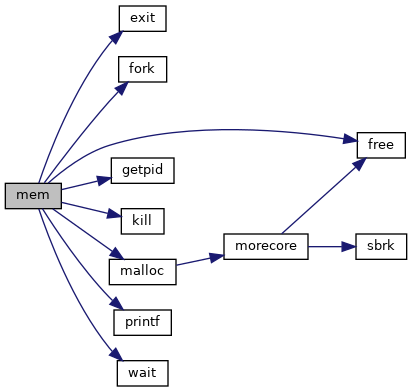 exit
fork
free
getpid
mem
kill
morecore
sbrk
malloc
printf
wait